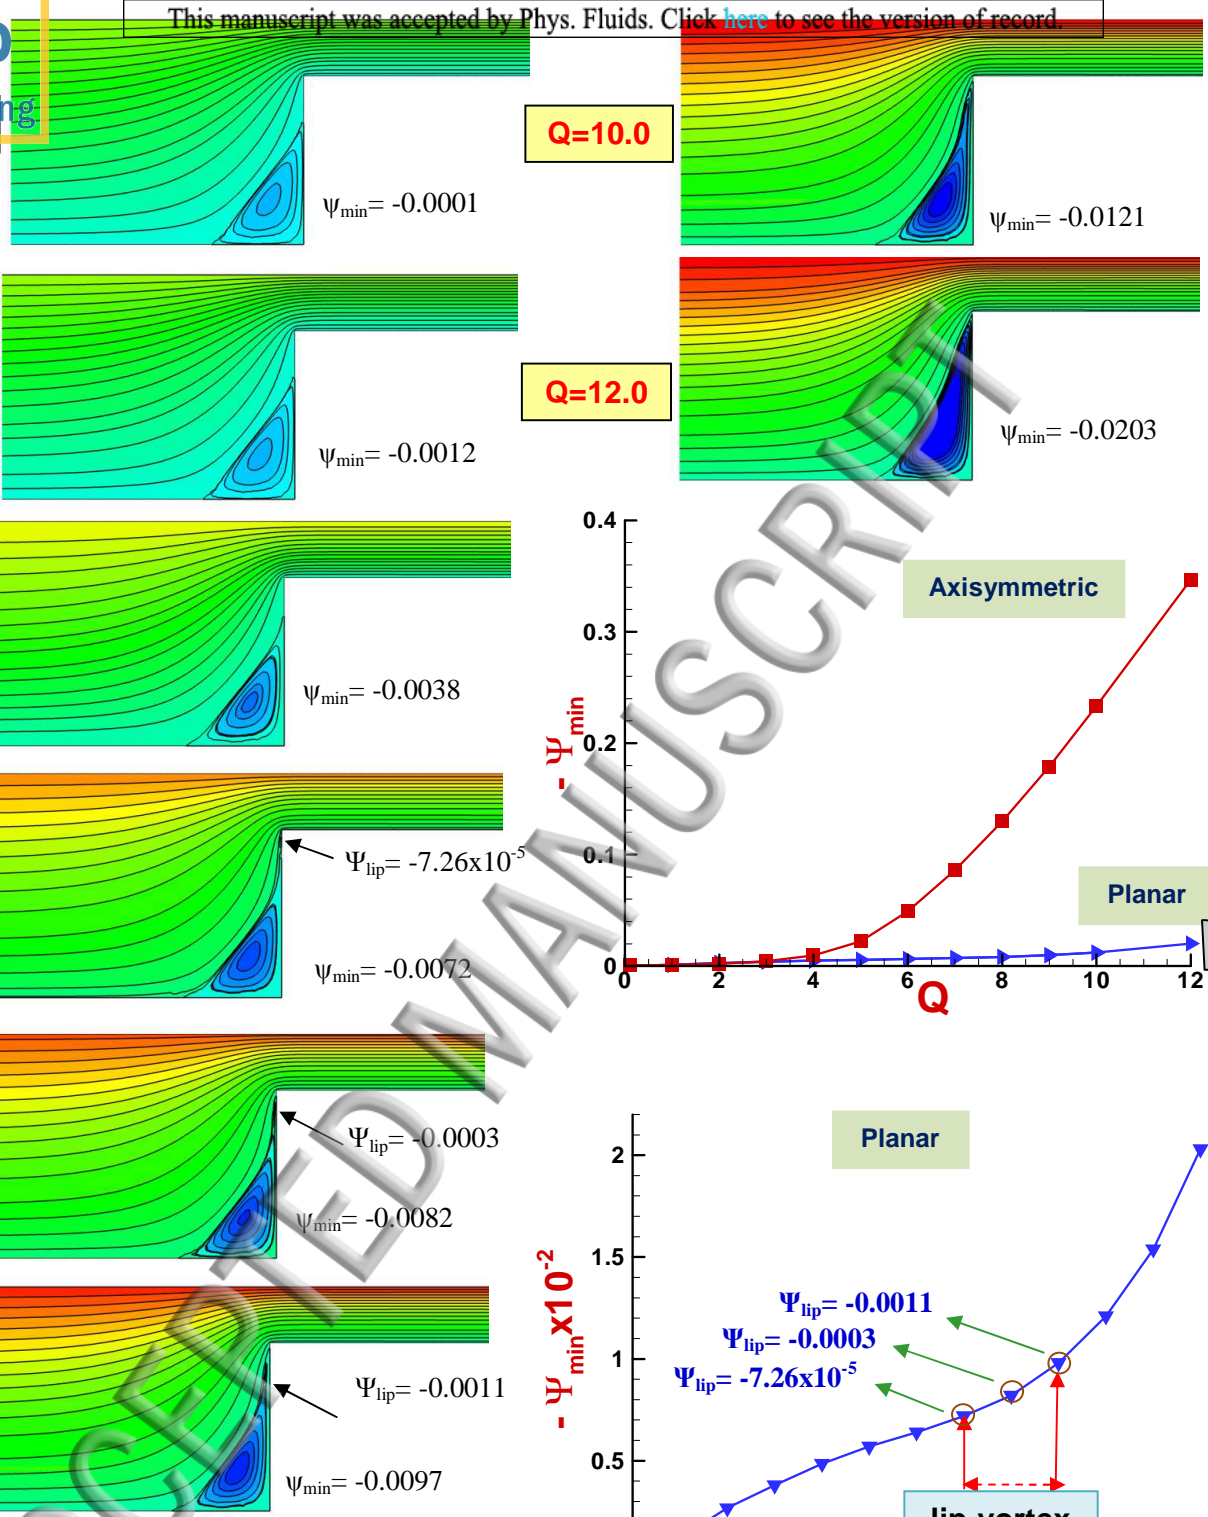 This manuscript was accepted by Phys. Fluids. Click here to see the version of record.
Q=10.0
ψmin= -0.0001
ψmin= -0.0121
Q=12.0
ψmin= -0.0012
ψmin= -0.0203
ψmin= -0.0038
Ψlip= -7.26x10-5
ψmin= -0.0072
Ψlip= -0.0003
ψmin= -0.0082
Ψlip= -0.0011
ψmin= -0.0097
0.4
0.3
0.2
0.1
0
- Ψmin
Axisymmetric
Planar
0 2 4 6 8 10 12
Q
Planar
2
1.5
1
0.5
- Ψminx10-2
Ψlip= -0.0011
Ψlip= -0.0003
Ψlip= -7.26x10-5
lip vortex
ACCEPTED MANUSCRIPT